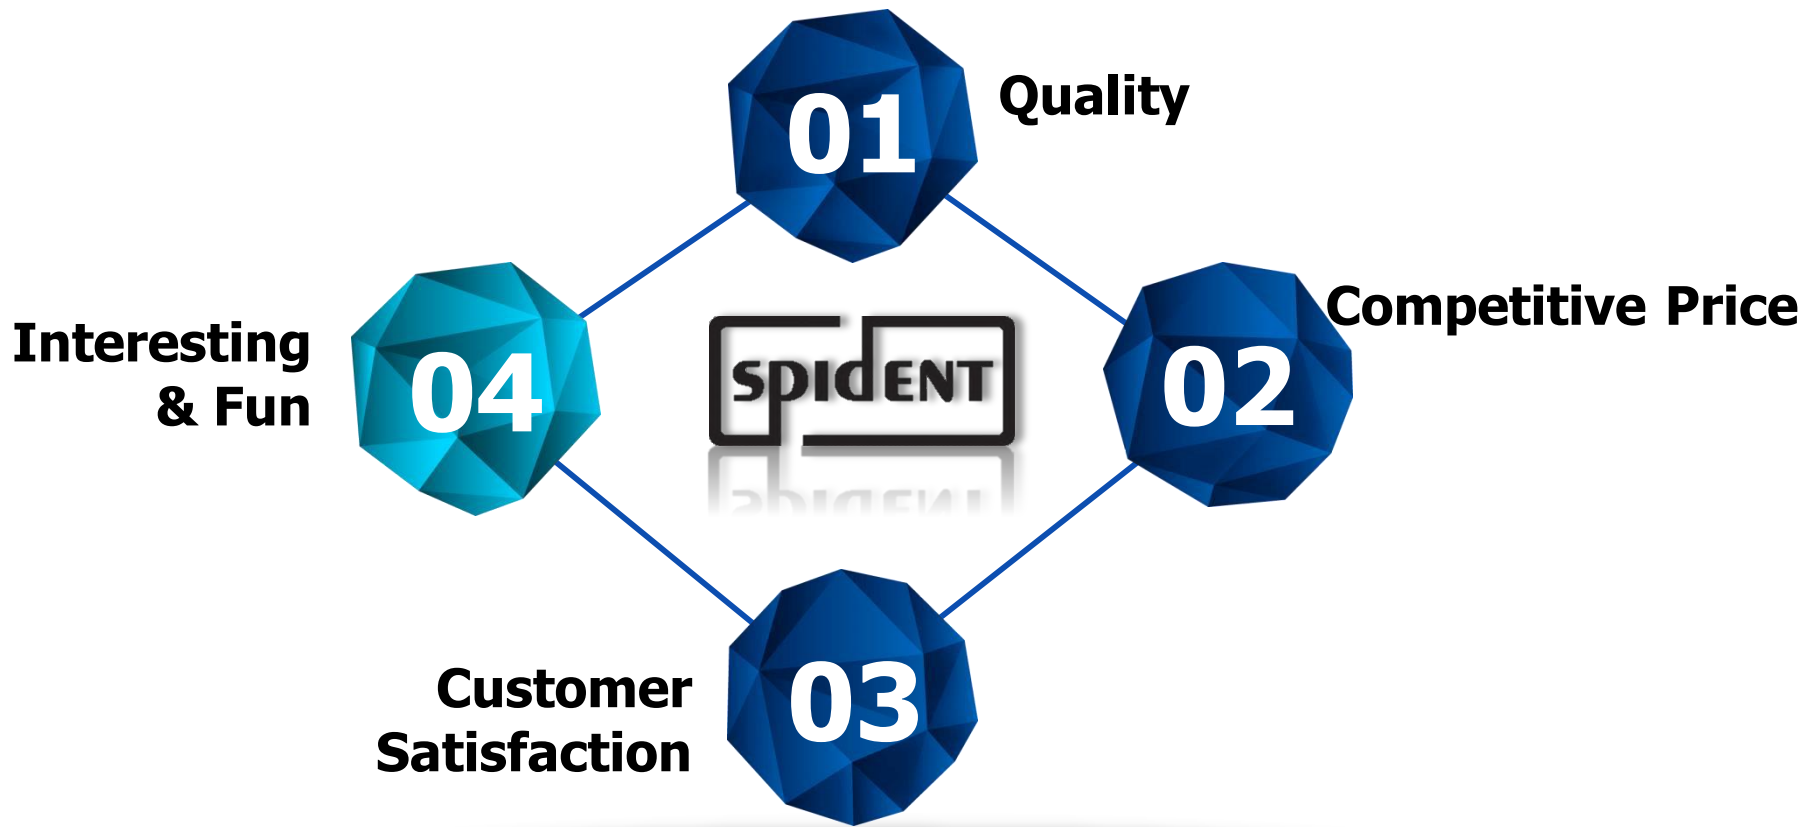 01
Quality
Competitive Price
02
Interesting
& Fun
04
SPIDENT
03
Customer
Satisfaction